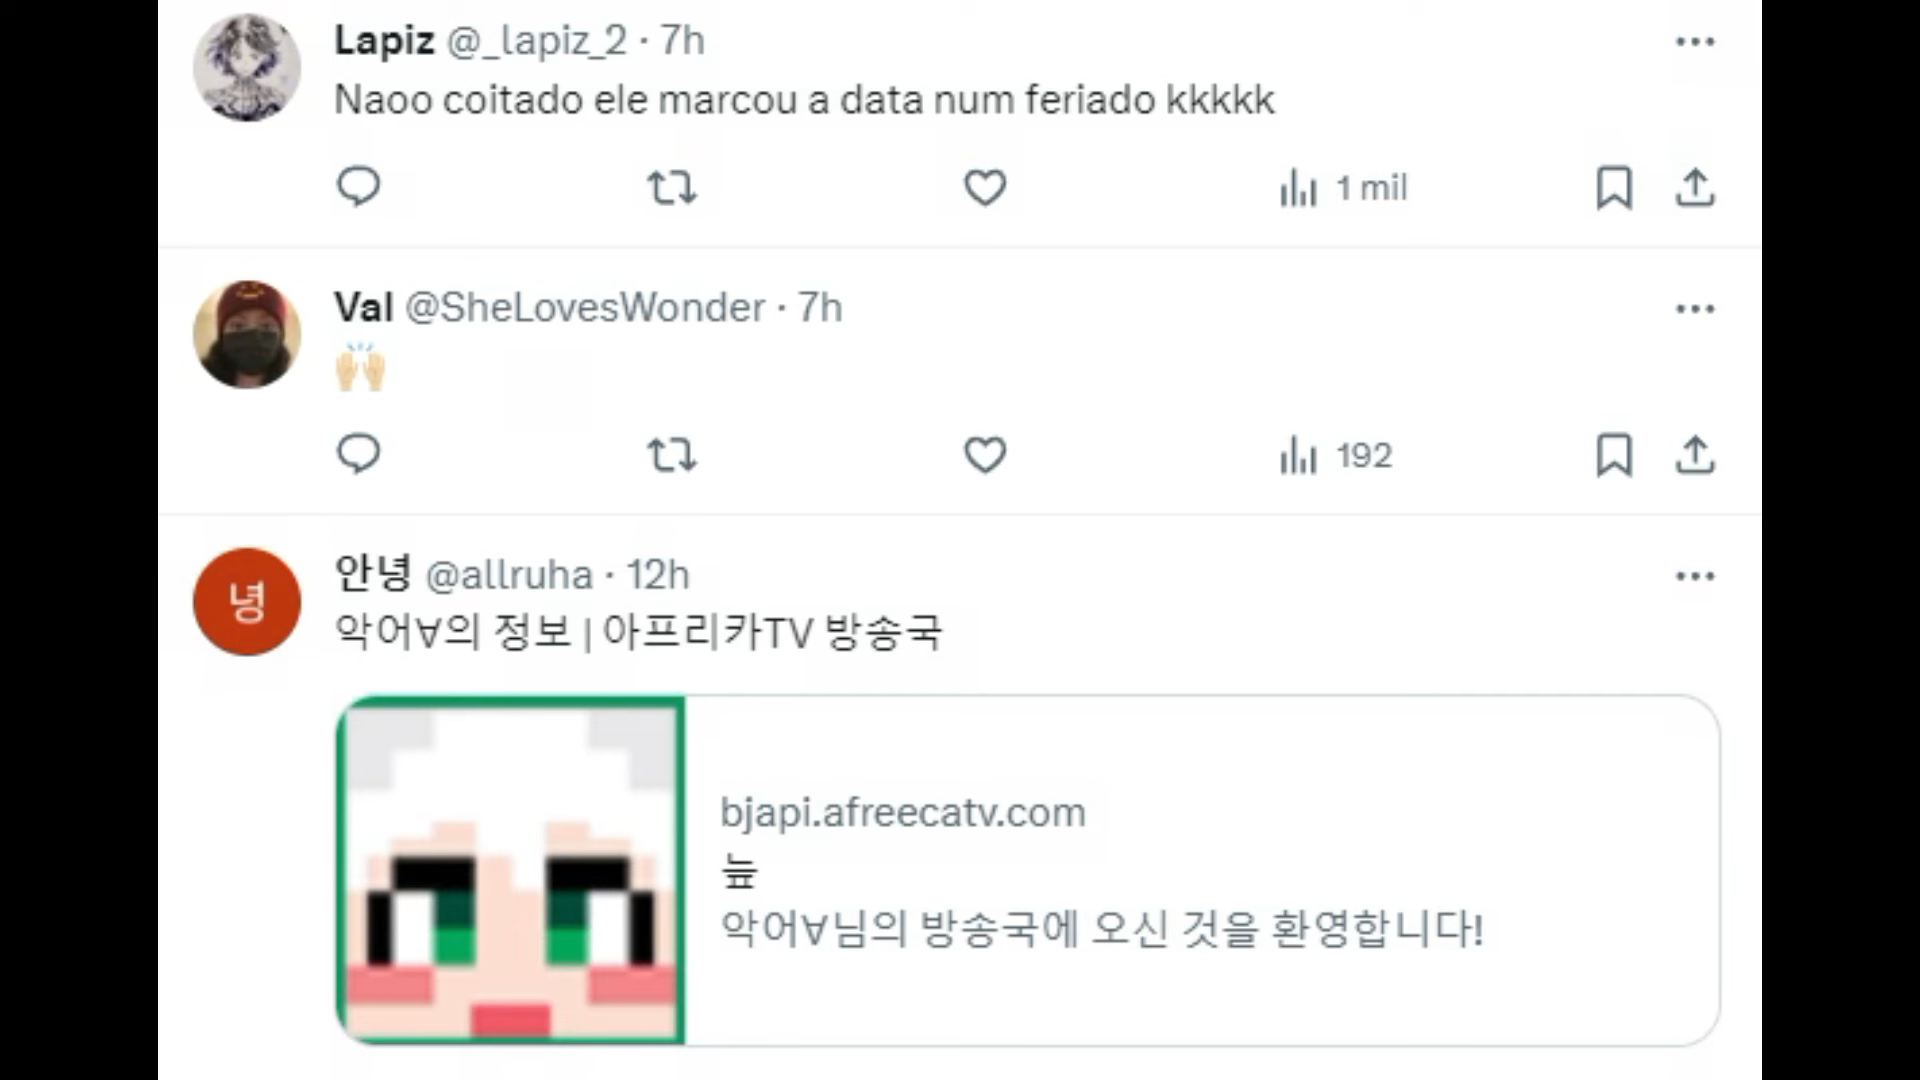 Lapiz @_lapiz_2 · 7h
Naoo coitado ele marcou a data num feriado kkkkk
1 mil
Val @SheLovesWonder · 7h
🙌🏻
192
녕
안녕 @allruha · 12h
악어∀의 정보 | 아프리카TV 방송국
bjapi.afreecatv.com
늪
악어∀님의 방송국에 오신 것을 환영합니다!